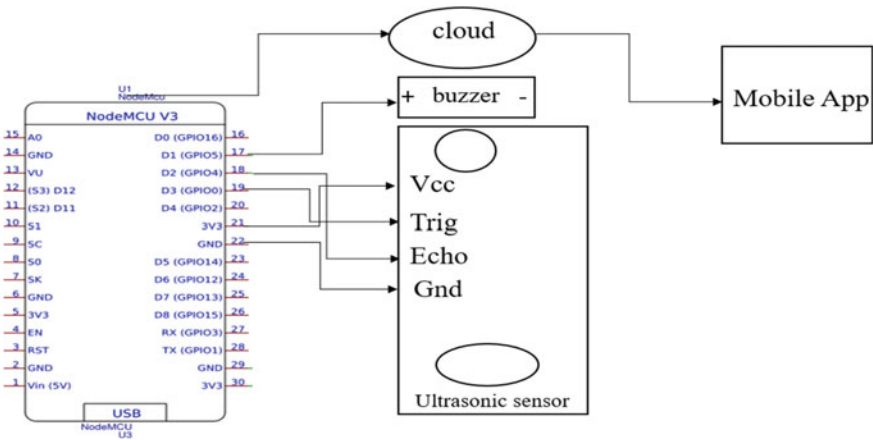 cloud
U1
NodeMcu
+ buzzer -
Mobile App
NodeMCU V3
15 A0 D0 (GPIO16) 16
14 GND D1 (GPIO5) 17
13 VU D2 (GPIO4) 18
12 (S3) D12 D3 (GPIO0) 19
11 (S2) D11 D4 (GPIO2) 20
10 S1 3V3 21
9 SC GND 22
8 S0 D5 (GPIO14) 23
7 SK D6 (GPIO12) 24
6 GND D7 (GPIO13) 25
5 3V3 D8 (GPIO15) 26
4 EN RX (GPIO3) 27
3 RST TX (GPIO1) 28
2 GND GND 29
1 Vin (5V) 3V3 30
USB
NodeMCU
U3
Vcc
Trig
Echo
Gnd
Ultrasonic sensor